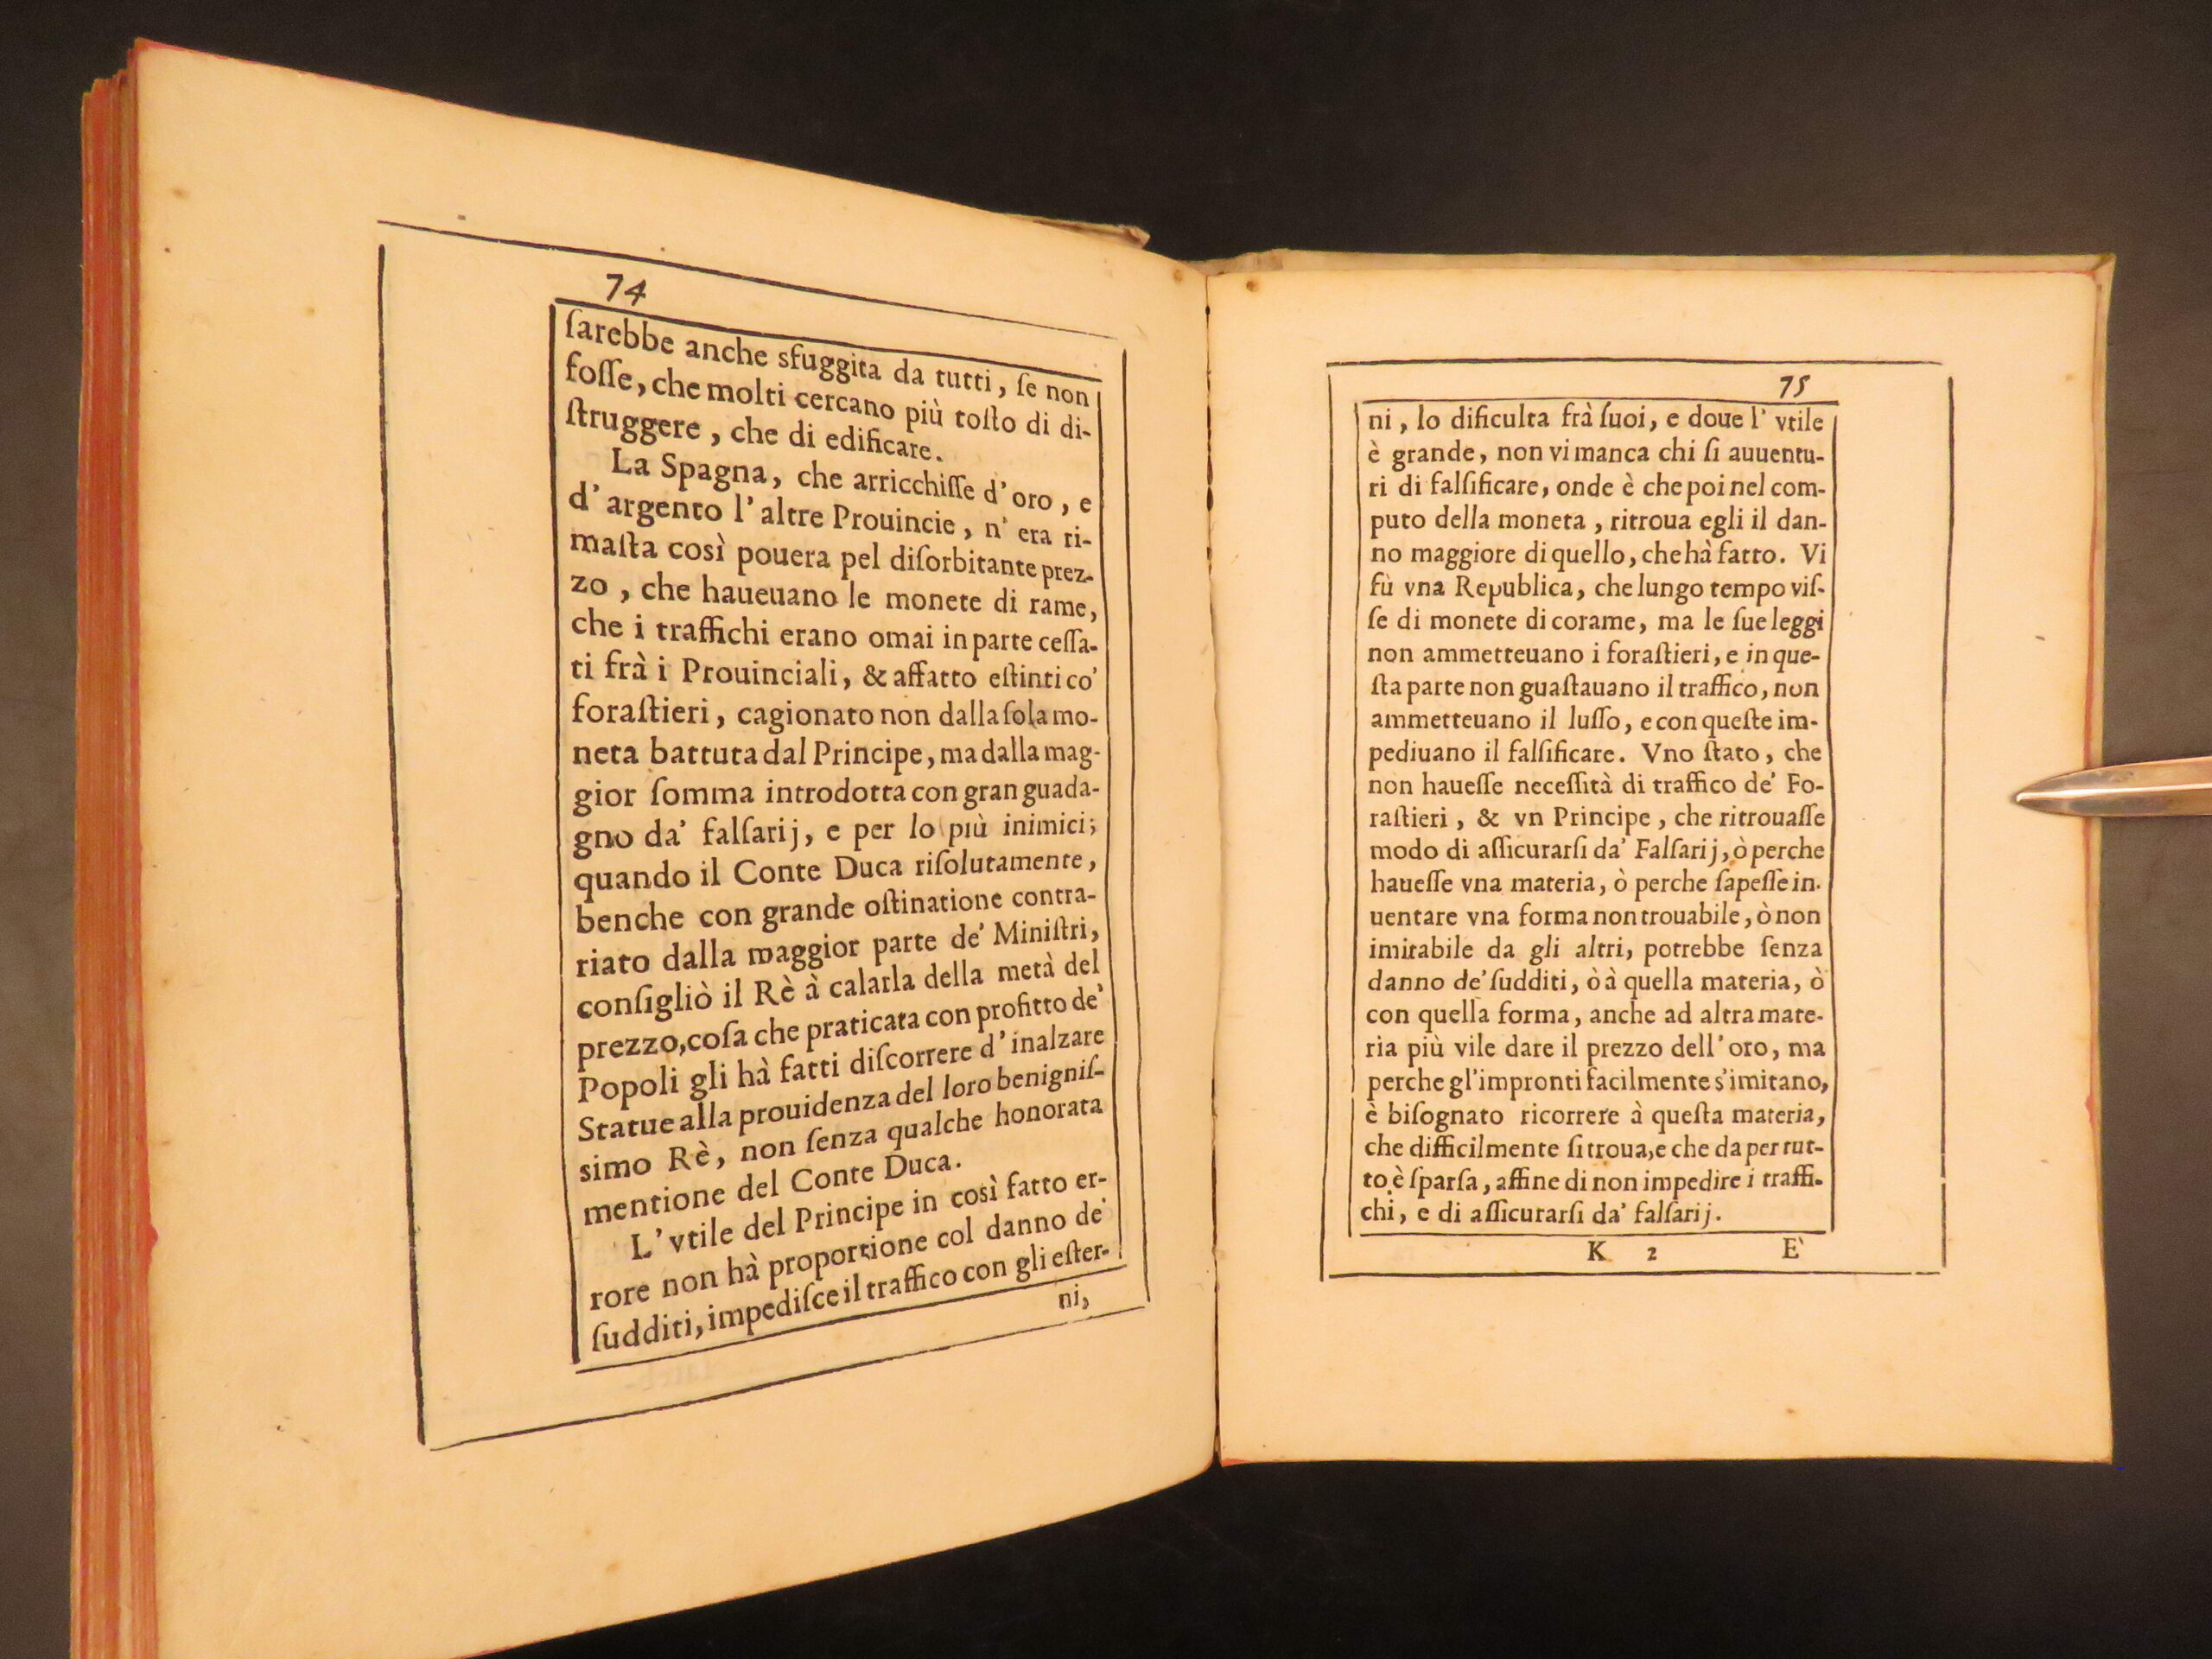 74
ſarebbe anche sfuggita da tutti, ſe non
foſſe, che molti cercano più toſto di di-
ſtruggere, che di edificare.
La Spagna, che arricchiſſe d'oro, e
d'argento l'altre Prouincie, n'era ri-
maſta così pouera pel diſorbitante prez-
zo, che haueuano le monete di rame,
che i traffichi erano omai in parte ceſſa-
ti frà i Prouinciali, & affatto eſtinti co'
foraſtieri, cagionato non dalla ſola mo-
neta battuta dal Principe, ma dalla mag-
gior ſomma introdotta con gran guada-
gno da' falſarij, e per lo più inimici;
quando il Conte Duca riſolutamente,
benche con grande oſtinatione contra-
riato dalla maggior parte de' Miniſtri,
conſigliò il Rè à calarla della metà del
prezzo, coſa che praticata con profitto de'
Popoli gli hà fatti diſcorrere d'inalzare
Statue alla prouidenza del loro benigniſ-
simo Rè, non ſenza qualche honorata
mentione del Conte Duca.
L'vtile del Principe in così fatto er-
rore non hà proportione col danno de'
ſudditi, impediſce il traffico con gli eſter-
ni,
75
ni, lo dificulta frà ſuoi, e doue l'vtile
è grande, non vi manca chi ſi auuentu-
ri di falſificare, onde è che poi nel com-
puto della moneta, ritroua egli il dan-
no maggiore di quello, che hà fatto. Vi
fù vna Republica, che lungo tempo viſ-
ſe di monete di corame, ma le ſue leggi
non ammetteuano i foraſtieri, e in que-
ſta parte non guaſtauano il traffico, non
ammetteuano il luſſo, e con queſte im-
pediuano il falſificare. Vno ſtato, che
non haueſſe neceſſità di traffico de' Fo-
raſtieri, & vn Principe, che ritrouaſſe
modo di aſſicurarſi da' Falſarij, ò perche
haueſſe vna materia, ò perche ſapeſſe in-
uentare vna forma non trouabile, ò non
imitabile da gli altri, potrebbe ſenza
danno de' ſudditi, ò à quella materia, ò
con quella forma, anche ad altra mate-
ria più vile dare il prezzo dell'oro, ma
perche gl'impronti facilmente s'imitano,
è biſognato ricorrere à queſta materia,
che difficilmente ſi troua, e che da per tut-
to è ſparſa, affine di non impedire i traffi-
chi, e di aſſicurarſi da' falſarij.
K 2 E'